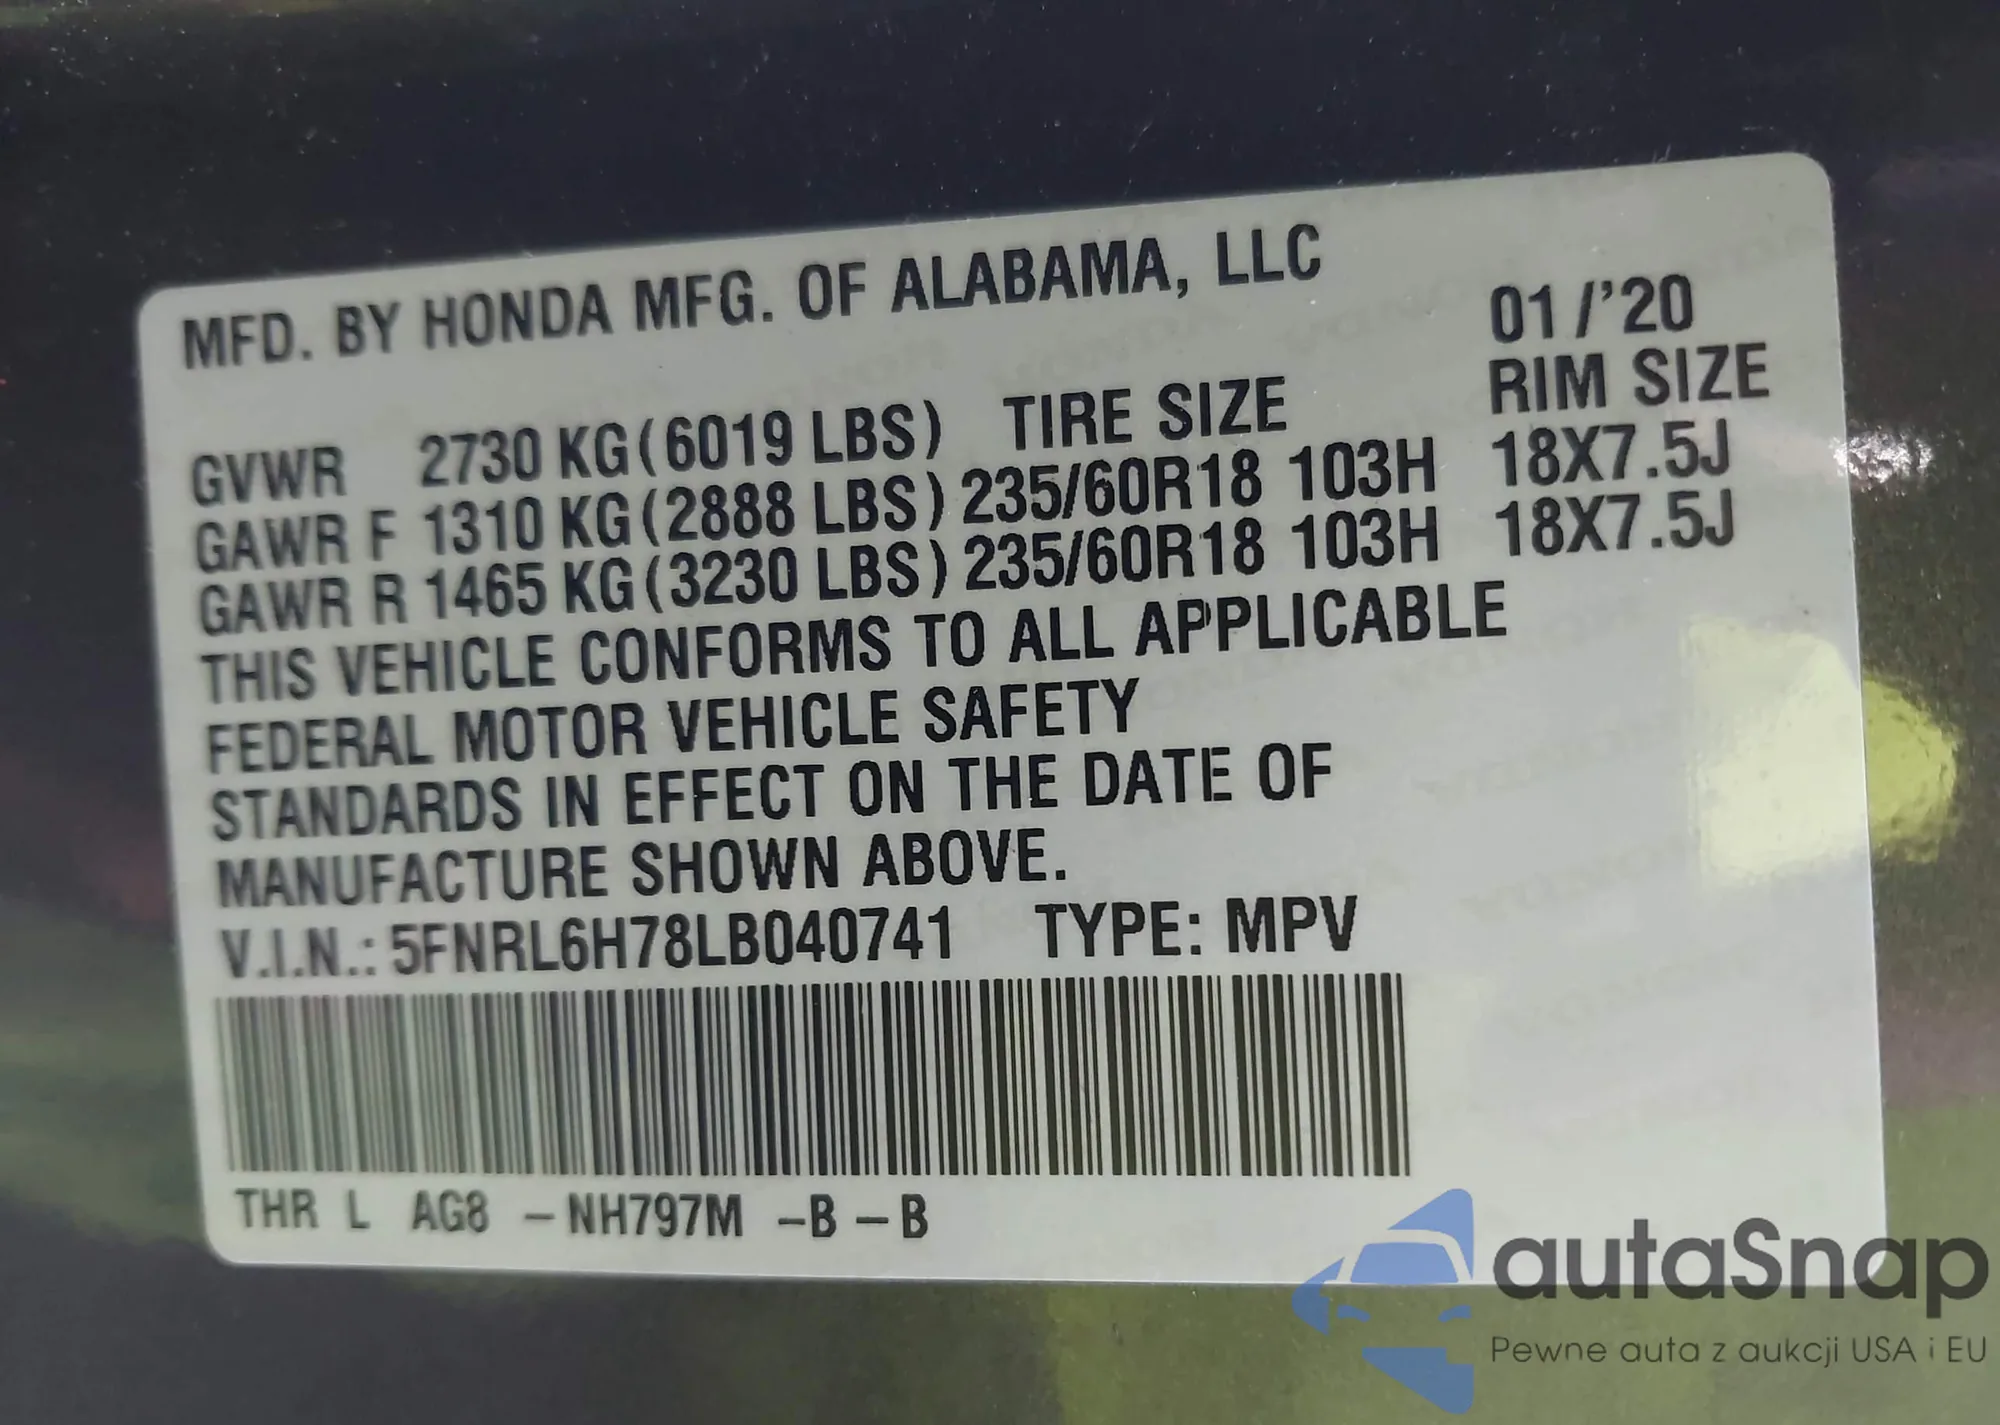 MFD. BY HONDA MFG. OF ALABAMA, LLC
01/'20
TIRE SIZE RIM SIZE
GVWR 2730 KG(6019 LBS)
GAWR F 1310 KG(2888 LBS) 235/60R18 103H 18X7.5J
GAWR R 1465 KG(3230 LBS) 235/60R18 103H 18X7.5J
THIS VEHICLE CONFORMS TO ALL APPLICABLE
FEDERAL MOTOR VEHICLE SAFETY
STANDARDS IN EFFECT ON THE DATE OF
MANUFACTURE SHOWN ABOVE.
V.I.N.: 5FNRL6H78LB040741 TYPE: MPV
THR L AG8 –NH797M –B –B
autaSnap
Pewne auta z aukcji USA i EU